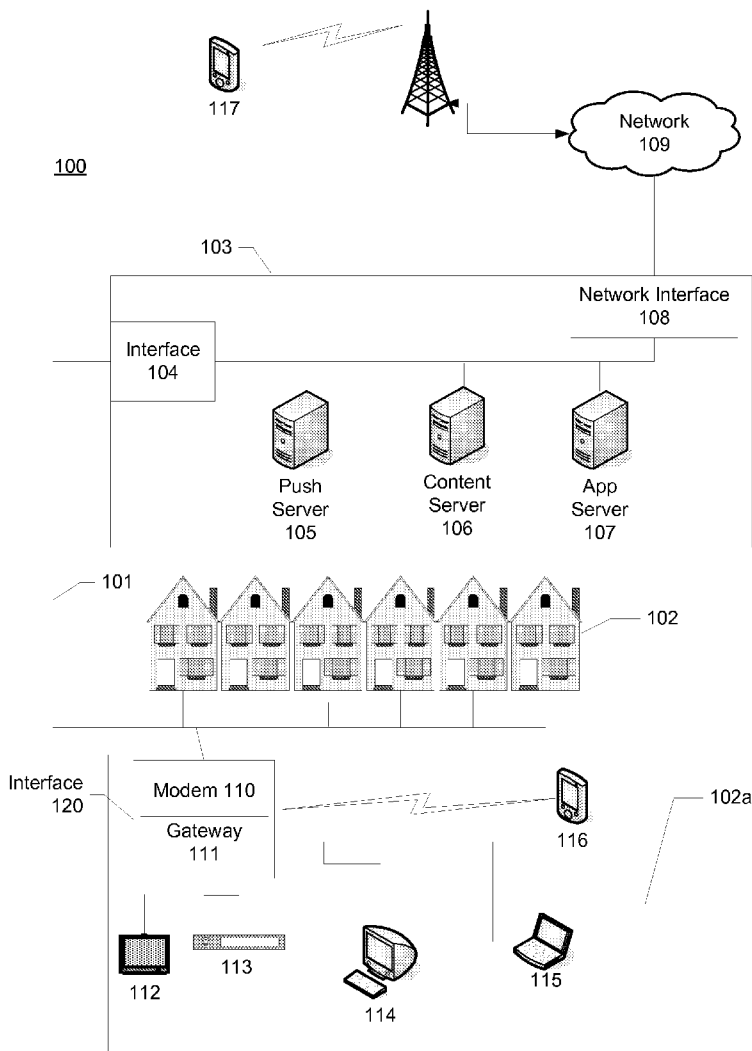 117
Network
109
100
103
Network Interface
108
Interface
104
Push
Server
105
Content
Server
106
App
Server
107
101
102
Interface
120
Modem 110
Gateway
111
116
102a
112
113
114
115